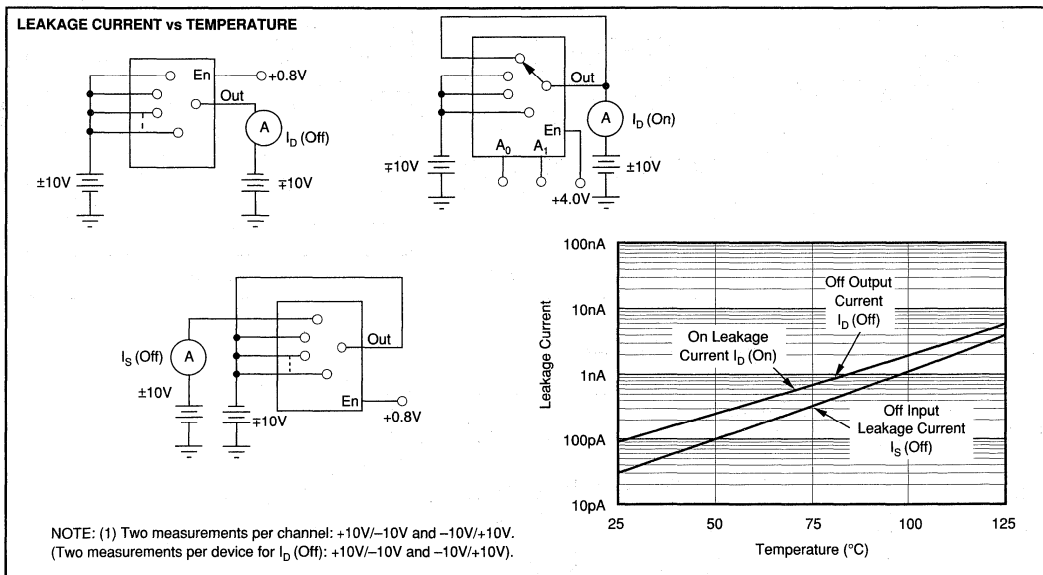 LEAKAGE CURRENT vs TEMPERATURE
En
+0.8V
Out
A
I_D (Off)
±10V
∓10V
Out
A
I_D (On)
En
A_0 A_1
∓10V
±10V
+4.0V
I_S (Off)
A
Out
±10V
∓10V
En
+0.8V
Leakage Current
100nA
10nA
1nA
100pA
10pA
Off Output
Current
I_D (Off)
On Leakage
Current I_D (On)
Off Input
Leakage Current
I_S (Off)
25 50 75 100 125
Temperature (°C)
NOTE: (1) Two measurements per channel: +10V/–10V and –10V/+10V.
(Two measurements per device for I_D (Off): +10V/–10V and –10V/+10V).